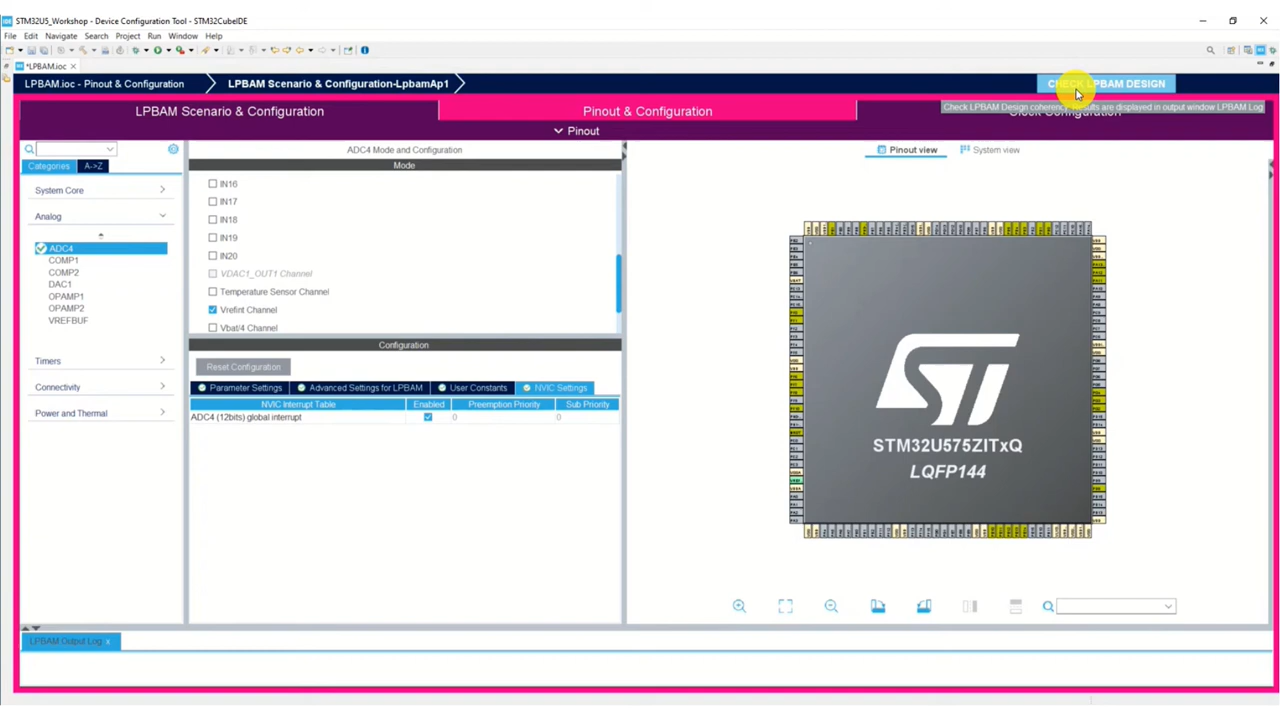 STM32U5_Workshop - Device Configuration Tool - STM32CubeIDE
File Edit Navigate Search Project Run Window Help
*LPBAM.ioc
LPBAM.ioc - Pinout & Configuration
LPBAM Scenario & Configuration-LpbamAp1
CHECK LPBAM DESIGN
Check LPBAM Design coherency. Results are displayed in output window LPBAM Log
LPBAM Scenario & Configuration
Pinout & Configuration
Clock Configuration
Pinout
Categories
A->Z
System Core
Analog
ADC4
COMP1
COMP2
DAC1
OPAMP1
OPAMP2
VREFBUF
Timers
Connectivity
Power and Thermal
ADC4 Mode and Configuration
Mode
IN16
IN17
IN18
IN19
IN20
VDAC1_OUT1 Channel
Temperature Sensor Channel
Vrefint Channel
Vbat/4 Channel
Configuration
Reset Configuration
Parameter Settings
Advanced Settings for LPBAM
User Constants
NVIC Settings
NVIC Interrupt Table Enabled Preemption Priority Sub Priority
ADC4 (12bits) global interrupt 0 0
Pinout view
System view
STM32U575ZITxQ
LQFP144
LPBAM Output Log